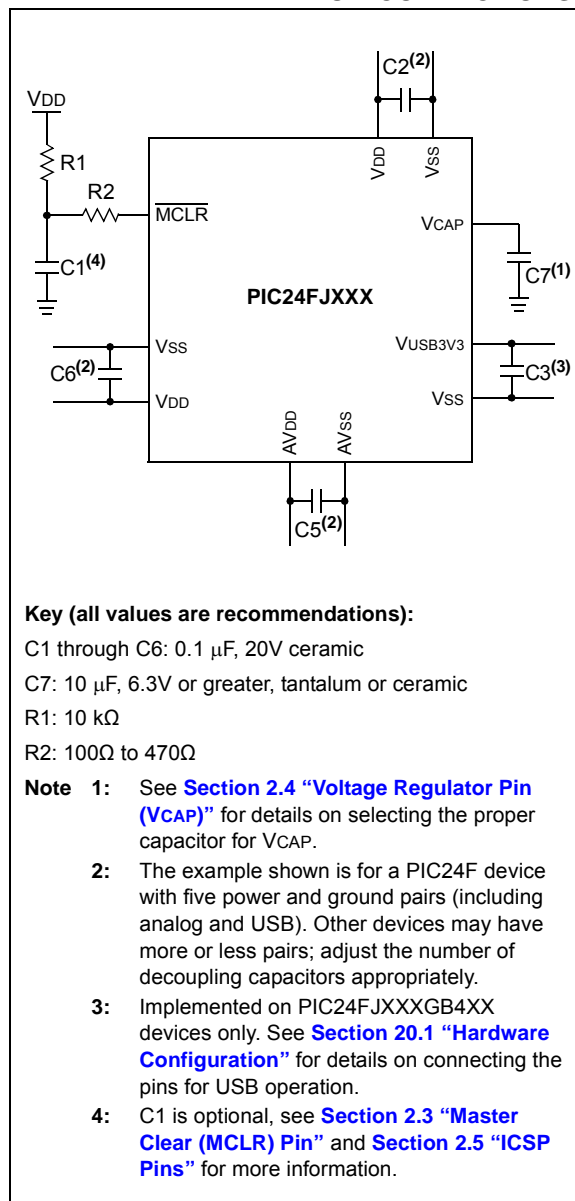 C2(2)
VDD
R1
R2
C1(4)
MCLR
VDD
VSS
VCAP
C7(1)
PIC24FJXXX
VSS
C6(2)
VDD
VUSB3V3
C3(3)
VSS
AVDD
AVSS
C5(2)
Key (all values are recommendations):
C1 through C6: 0.1 μF, 20V ceramic
C7: 10 μF, 6.3V or greater, tantalum or ceramic
R1: 10 kΩ
R2: 100Ω to 470Ω
Note 1: See Section 2.4 “Voltage Regulator Pin
(VCAP)” for details on selecting the proper
capacitor for VCAP.
2: The example shown is for a PIC24F device
with five power and ground pairs (including
analog and USB). Other devices may have
more or less pairs; adjust the number of
decoupling capacitors appropriately.
3: Implemented on PIC24FJXXXGB4XX
devices only. See Section 20.1 “Hardware
Configuration” for details on connecting the
pins for USB operation.
4: C1 is optional, see Section 2.3 “Master
Clear (MCLR) Pin” and Section 2.5 “ICSP
Pins” for more information.